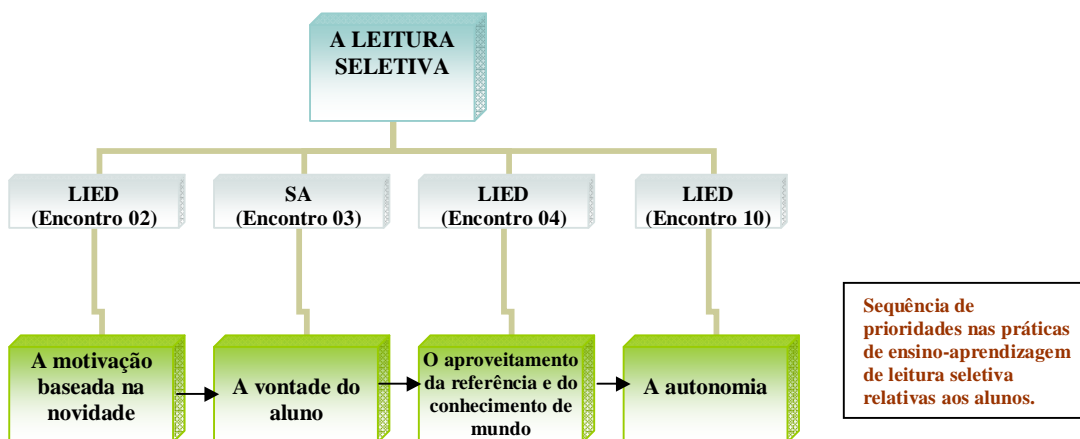 A LEITURA
SELETIVA
LIED
(Encontro 02)
SA
(Encontro 03)
LIED
(Encontro 04)
LIED
(Encontro 10)
A motivação
baseada na
novidade
A vontade do
aluno
O aproveitamento
da referência e do
conhecimento de
mundo
A autonomia
Sequência de
prioridades nas práticas
de ensino-aprendizagem
de leitura seletiva
relativas aos alunos.